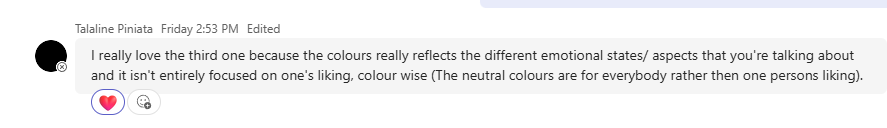 Talaline Piniata Friday 2:53 PM Edited
I really love the third one because the colours really reflects the different emotional states/ aspects that you're talking about
and it isn't entirely focused on one's liking, colour wise (The neutral colours are for everybody rather then one persons liking).